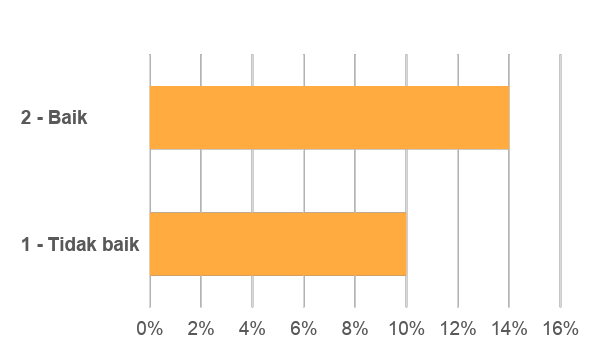 2 - Baik
1 - Tidak baik
0% 2% 4% 6% 8% 10% 12% 14% 16%